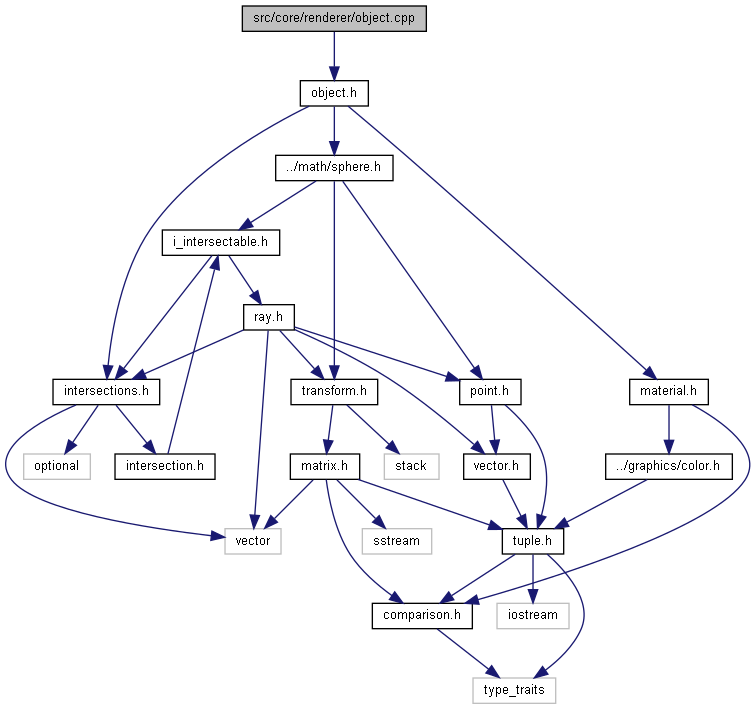 src/core/renderer/object.cpp
object.h
../math/sphere.h
i_intersectable.h
ray.h
intersections.h
transform.h
point.h
material.h
optional
intersection.h
matrix.h
stack
vector.h
../graphics/color.h
vector
sstream
tuple.h
comparison.h
iostream
type_traits